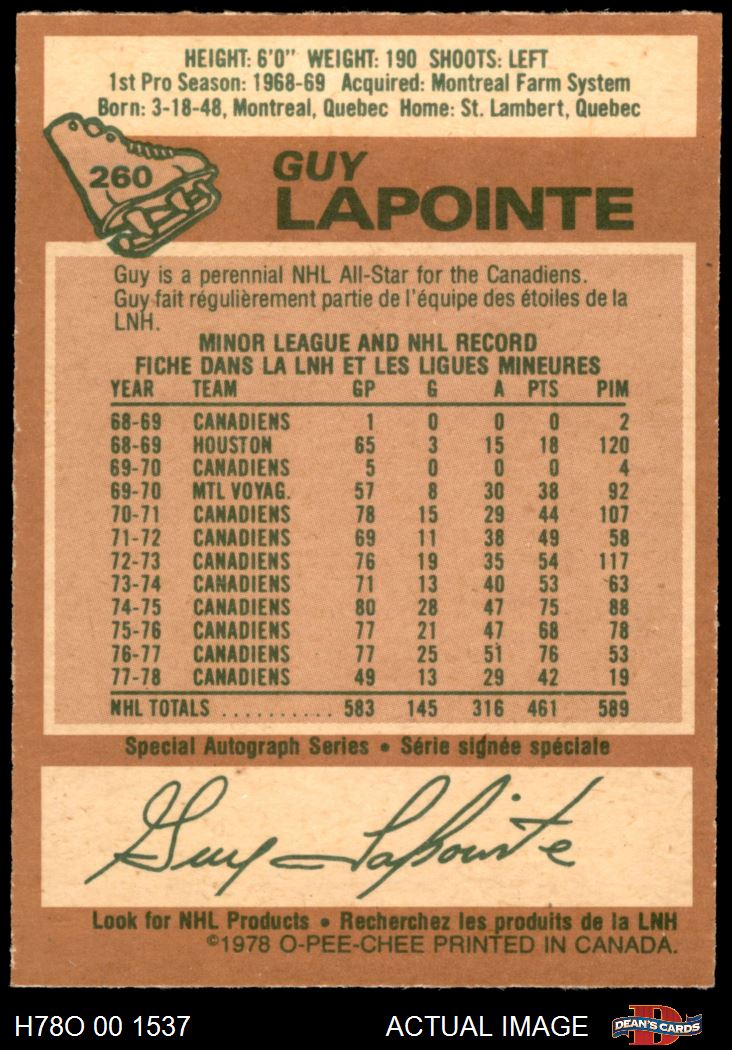 HEIGHT: 6'0" WEIGHT: 190 SHOOTS: LEFT
1st Pro Season: 1968-69 Acquired: Montreal Farm System
Born: 3-18-48, Montreal, Quebec Home: St. Lambert, Quebec
260
GUY
LAPOINTE
Guy is a perennial NHL All-Star for the Canadiens.
Guy fait régulièrement partie de l'équipe des étoiles de la
LNH.
MINOR LEAGUE AND NHL RECORD
FICHE DANS LA LNH ET LES LIGUES MINEURES
YEAR TEAM GP G A PTS PIM
68-69 CANADIENS 1 0 0 0 2
68-69 HOUSTON 65 3 15 18 120
69-70 CANADIENS 5 0 0 0 4
69-70 MTL VOYAG. 57 8 30 38 92
70-71 CANADIENS 78 15 29 44 107
71-72 CANADIENS 69 11 38 49 58
72-73 CANADIENS 76 19 35 54 117
73-74 CANADIENS 71 13 40 53 63
74-75 CANADIENS 80 28 47 75 88
75-76 CANADIENS 77 21 47 68 78
76-77 CANADIENS 77 25 51 76 53
77-78 CANADIENS 49 13 29 42 19
NHL TOTALS .......... 583 145 316 461 589
Special Autograph Series • Série signée spéciale
Guy Lapointe
Look for NHL Products • Recherchez les produits de la LNH
©1978 O-PEE-CHEE PRINTED IN CANADA.
H78O 00 1537 ACTUAL IMAGE D DEAN'S CARDS